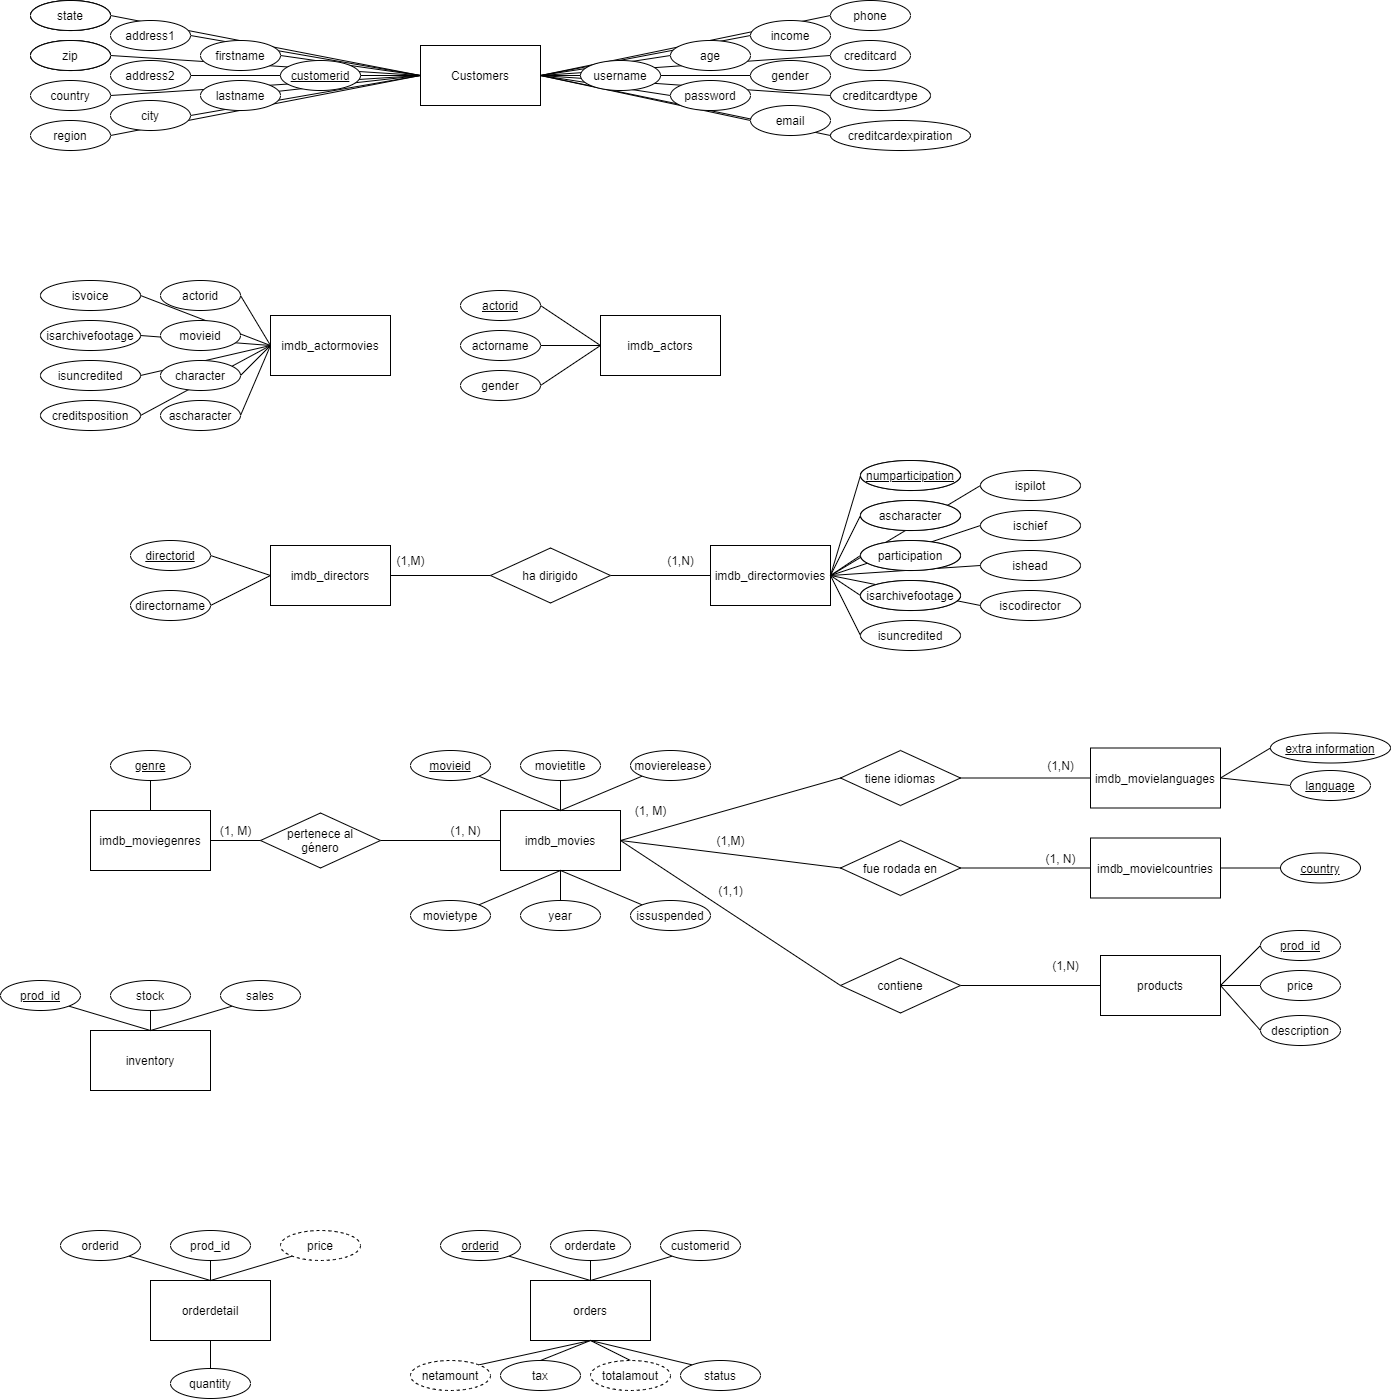 state
address1
zip
firstname
address2
customerid
country
lastname
city
region
Customers
phone
income
age
creditcard
username
gender
password
creditcardtype
email
creditcardexpiration
isvoice
actorid
isarchivefootage
movieid
isuncredited
character
creditsposition
ascharacter
imdb_actormovies
actorid
actorname
gender
imdb_actors
directorid
directorname
imdb_directors
(1,M)
ha dirigido
(1,N)
imdb_directormovies
numparticipation
ascharacter
participation
isarchivefootage
isuncredited
ispilot
ischief
ishead
iscodirector
genre
imdb_moviegenres
(1, M)
pertenece al
género
(1, N)
movieid
movietitle
movierelease
imdb_movies
movietype
year
issuspended
(1, M)
tiene idiomas
(1,N)
imdb_movielanguages
extra information
language
(1,M)
fue rodada en
(1, N)
imdb_movielcountries
country
(1,1)
contiene
(1,N)
products
prod_id
price
description
prod_id
stock
sales
inventory
orderid
prod_id
price
orderdetail
quantity
orderid
orderdate
customerid
orders
netamount
tax
totalamout
status